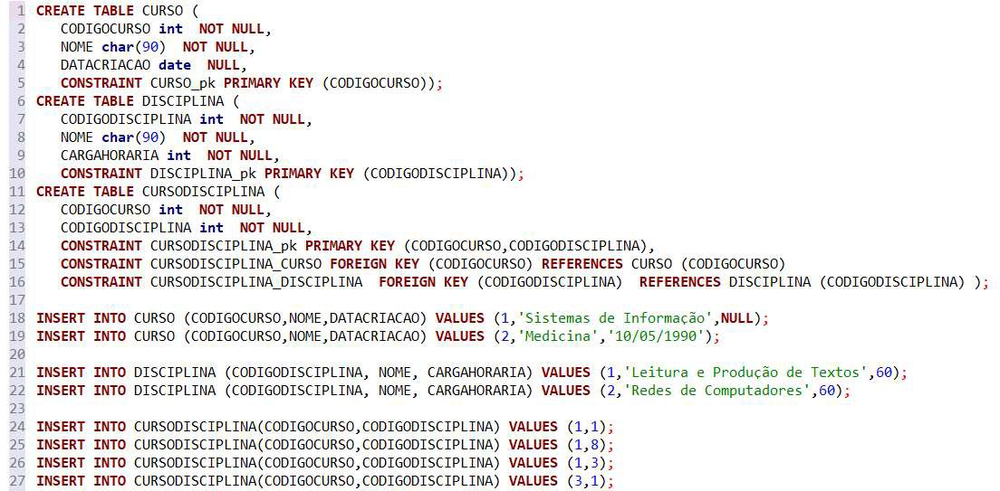 1 CREATE TABLE CURSO (
2 CODIGOCURSO int NOT NULL,
3 NOME char(90) NOT NULL,
4 DATACRIACAO date NULL,
5 CONSTRAINT CURSO_pk PRIMARY KEY (CODIGOCURSO));
6 CREATE TABLE DISCIPLINA (
7 CODIGODISCIPLINA int NOT NULL,
8 NOME char(90) NOT NULL,
9 CARGAHORARIA int NOT NULL,
10 CONSTRAINT DISCIPLINA_pk PRIMARY KEY (CODIGODISCIPLINA));
11 CREATE TABLE CURSODISCIPLINA (
12 CODIGOCURSO int NOT NULL,
13 CODIGODISCIPLINA int NOT NULL,
14 CONSTRAINT CURSODISCIPLINA_pk PRIMARY KEY (CODIGOCURSO,CODIGODISCIPLINA),
15 CONSTRAINT CURSODISCIPLINA_CURSO FOREIGN KEY (CODIGOCURSO) REFERENCES CURSO (CODIGOCURSO)
16 CONSTRAINT CURSODISCIPLINA_DISCIPLINA FOREIGN KEY (CODIGODISCIPLINA) REFERENCES DISCIPLINA (CODIGODISCIPLINA) );
17
18 INSERT INTO CURSO (CODIGOCURSO,NOME,DATACRIACAO) VALUES (1,'Sistemas de Informação',NULL);
19 INSERT INTO CURSO (CODIGOCURSO,NOME,DATACRIACAO) VALUES (2,'Medicina','10/05/1990');
20
21 INSERT INTO DISCIPLINA (CODIGODISCIPLINA, NOME, CARGAHORARIA) VALUES (1,'Leitura e Produção de Textos',60);
22 INSERT INTO DISCIPLINA (CODIGODISCIPLINA, NOME, CARGAHORARIA) VALUES (2,'Redes de Computadores',60);
23
24 INSERT INTO CURSODISCIPLINA(CODIGOCURSO,CODIGODISCIPLINA) VALUES (1,1);
25 INSERT INTO CURSODISCIPLINA(CODIGOCURSO,CODIGODISCIPLINA) VALUES (1,8);
26 INSERT INTO CURSODISCIPLINA(CODIGOCURSO,CODIGODISCIPLINA) VALUES (1,3);
27 INSERT INTO CURSODISCIPLINA(CODIGOCURSO,CODIGODISCIPLINA) VALUES (3,1);